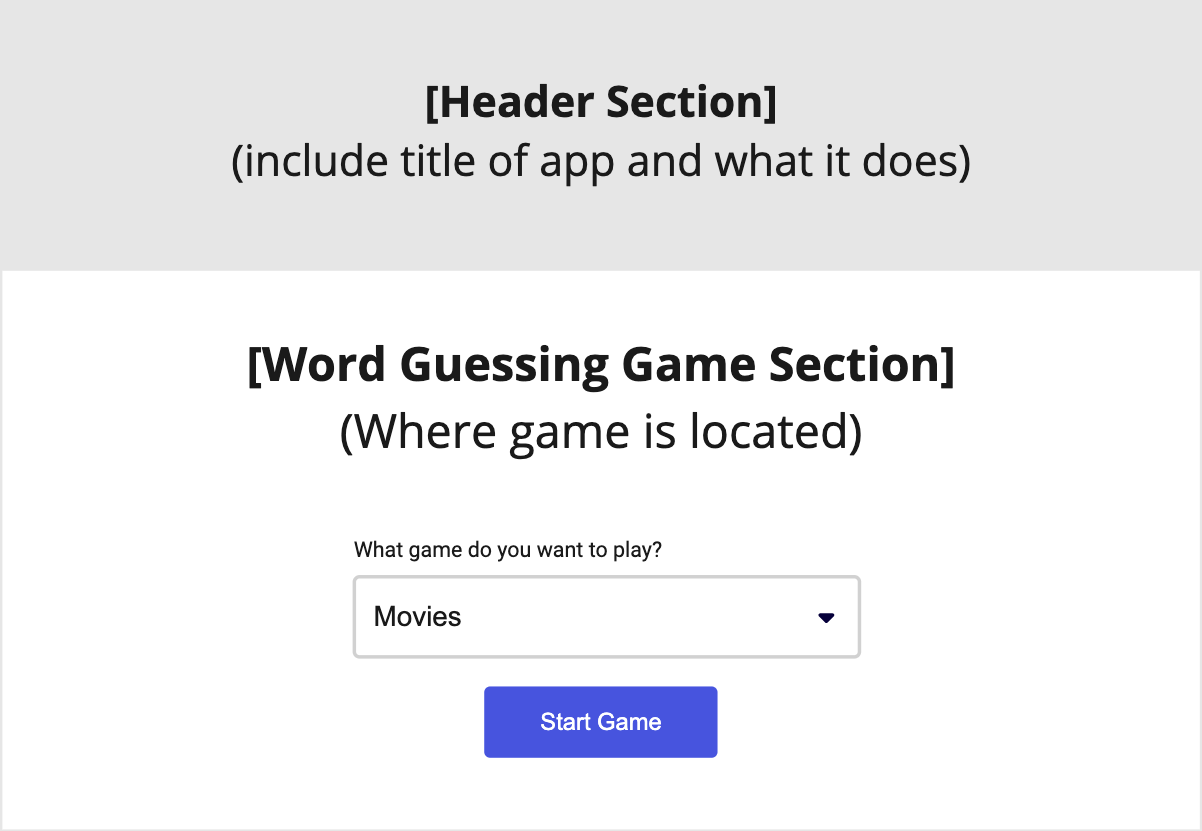 [Header Section]
(include title of app and what it does)
[Word Guessing Game Section]
(Where game is located)
What game do you want to play?
Movies
Start Game